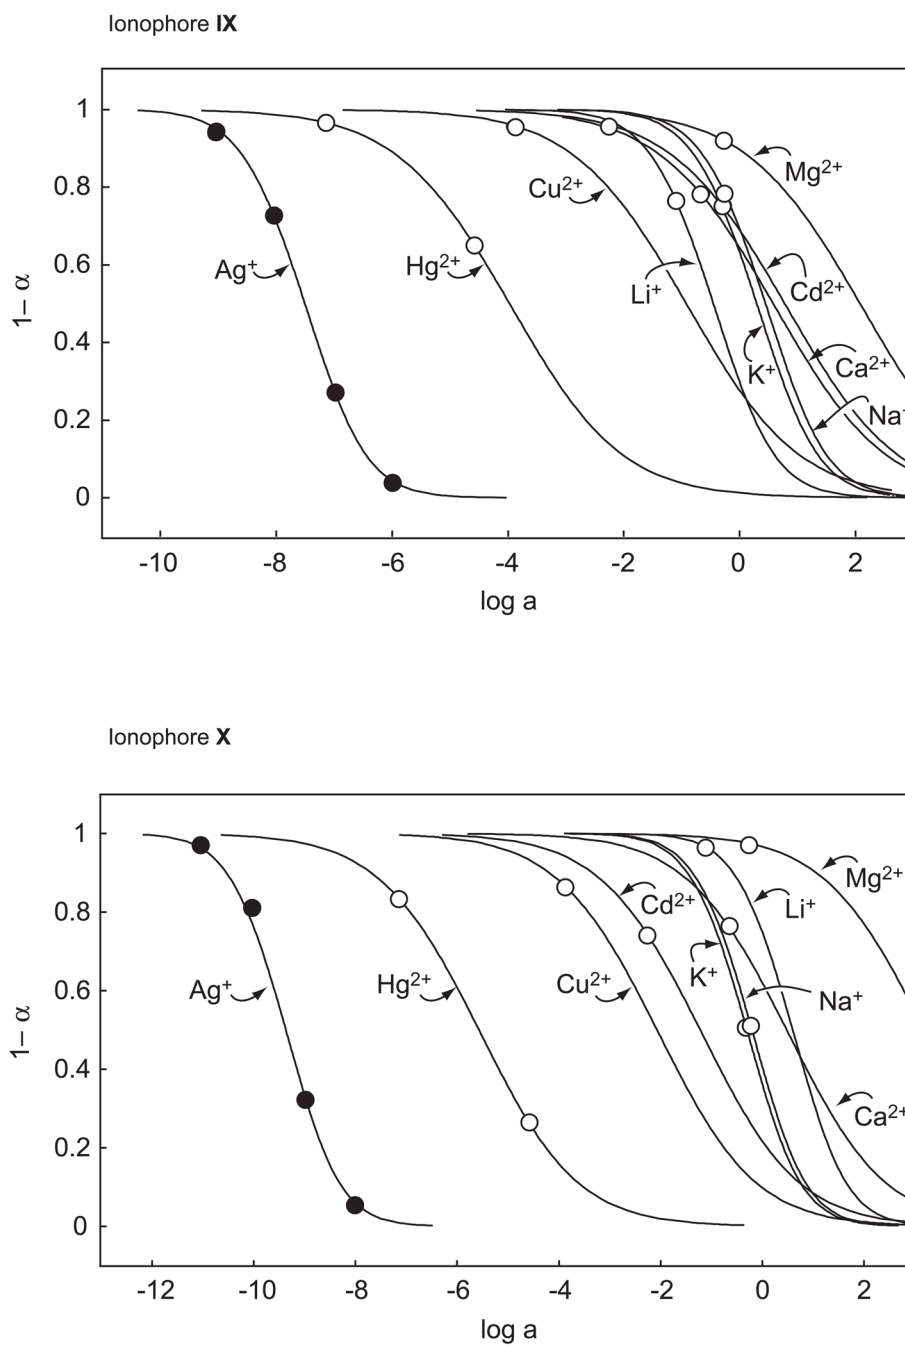 Ionophore IX
1
0.8
0.6
0.4
0.2
0
1– α
Mg²⁺
Cu²⁺
Ag⁺
Hg²⁺
Li⁺
Cd²⁺
K⁺
Ca²⁺
Na⁺
-10 -8 -6 -4 -2 0 2
log a
Ionophore X
1
0.8
0.6
0.4
0.2
0
1– α
Mg²⁺
Cd²⁺
Li⁺
Ag⁺
Hg²⁺
Cu²⁺
K⁺
Na⁺
Ca²⁺
-12 -10 -8 -6 -4 -2 0 2
log a